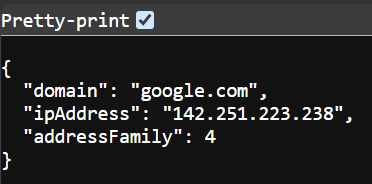 Pretty-print
{
  "domain": "google.com",
  "ipAddress": "142.251.223.238",
  "addressFamily": 4
}